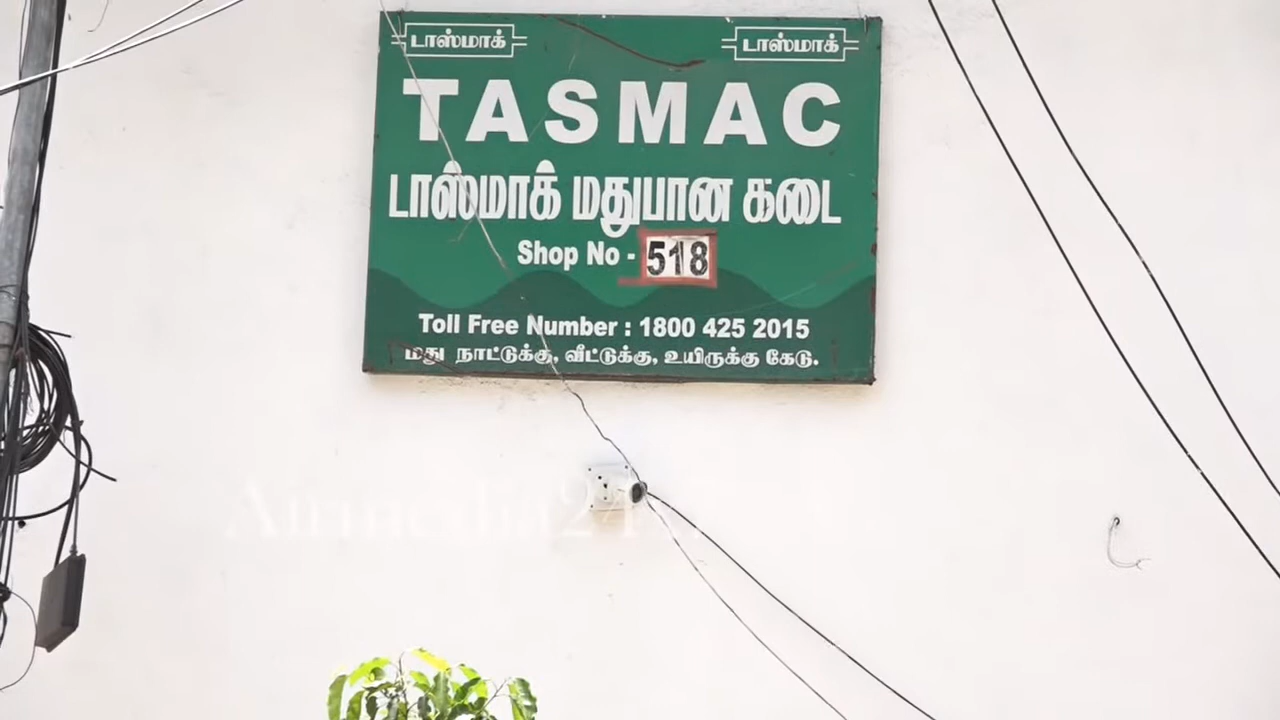 டாஸ்மாக் டாஸ்மாக்
TASMAC
டாஸ்மாக் மதுபான கடை
Shop No - 518
Toll Free Number : 1800 425 2015
மது நாட்டுக்கு, வீட்டுக்கு, உயிருக்கு கேடு.